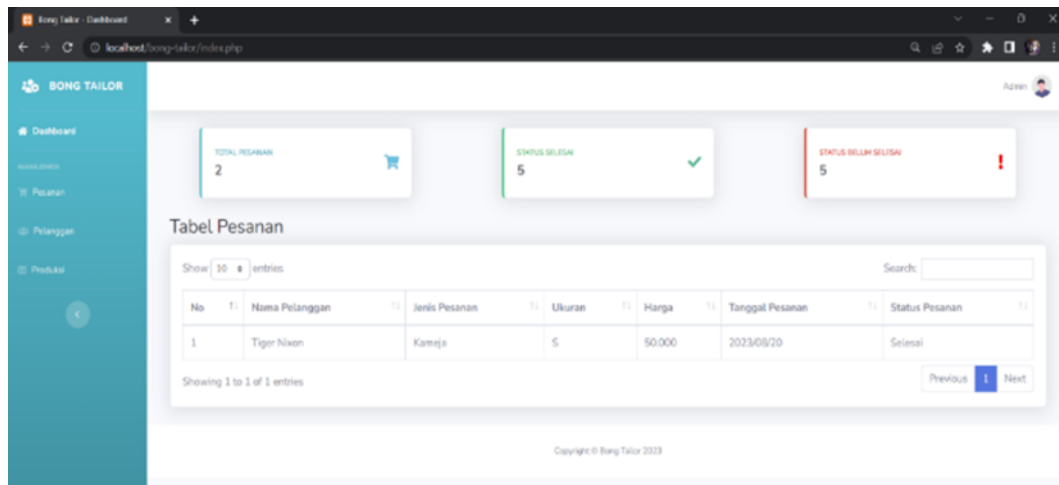 Bong Tailor - Dashboard
localhost/bong-tailor/index.php
BONG TAILOR
Admin
Dashboard
MANAJEMEN
Pesanan
Pelanggan
Produksi
TOTAL PESANAN
2
STATUS SELESAI
5
STATUS BELUM SELESAI
5
Tabel Pesanan
Show 10 entries
Search:
No Nama Pelanggan Jenis Pesanan Ukuran Harga Tanggal Pesanan Status Pesanan
1 Tiger Nixon Kameja S 50.000 2023/08/20 Selesai
Showing 1 to 1 of 1 entries
Previous 1 Next
Copyright © Bong Tailor 2023